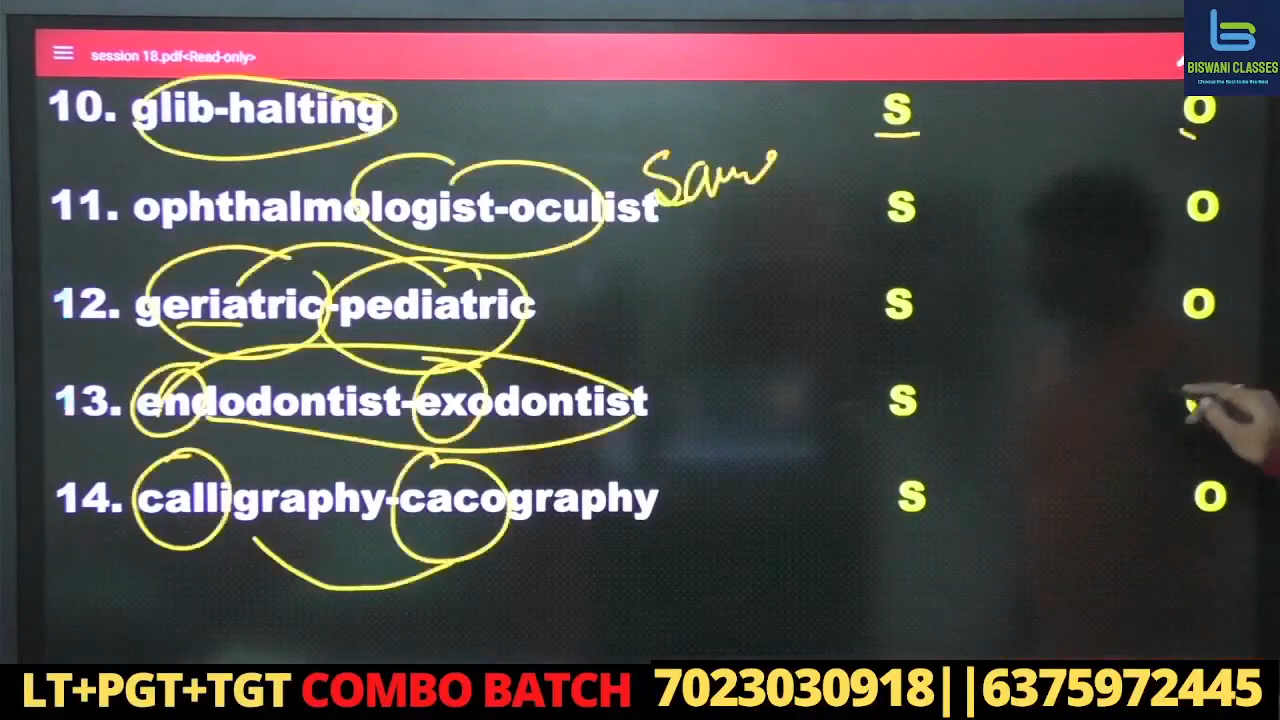 session 18.pdf<Read-only>
BISWANI CLASSES
10. glib-halting S O
Same
11. ophthalmologist-oculist S O
12. geriatric-pediatric S O
13. endodontist-exodontist S
14. calligraphy-cacography S O
LT+PGT+TGT COMBO BATCH 7023030918||6375972445